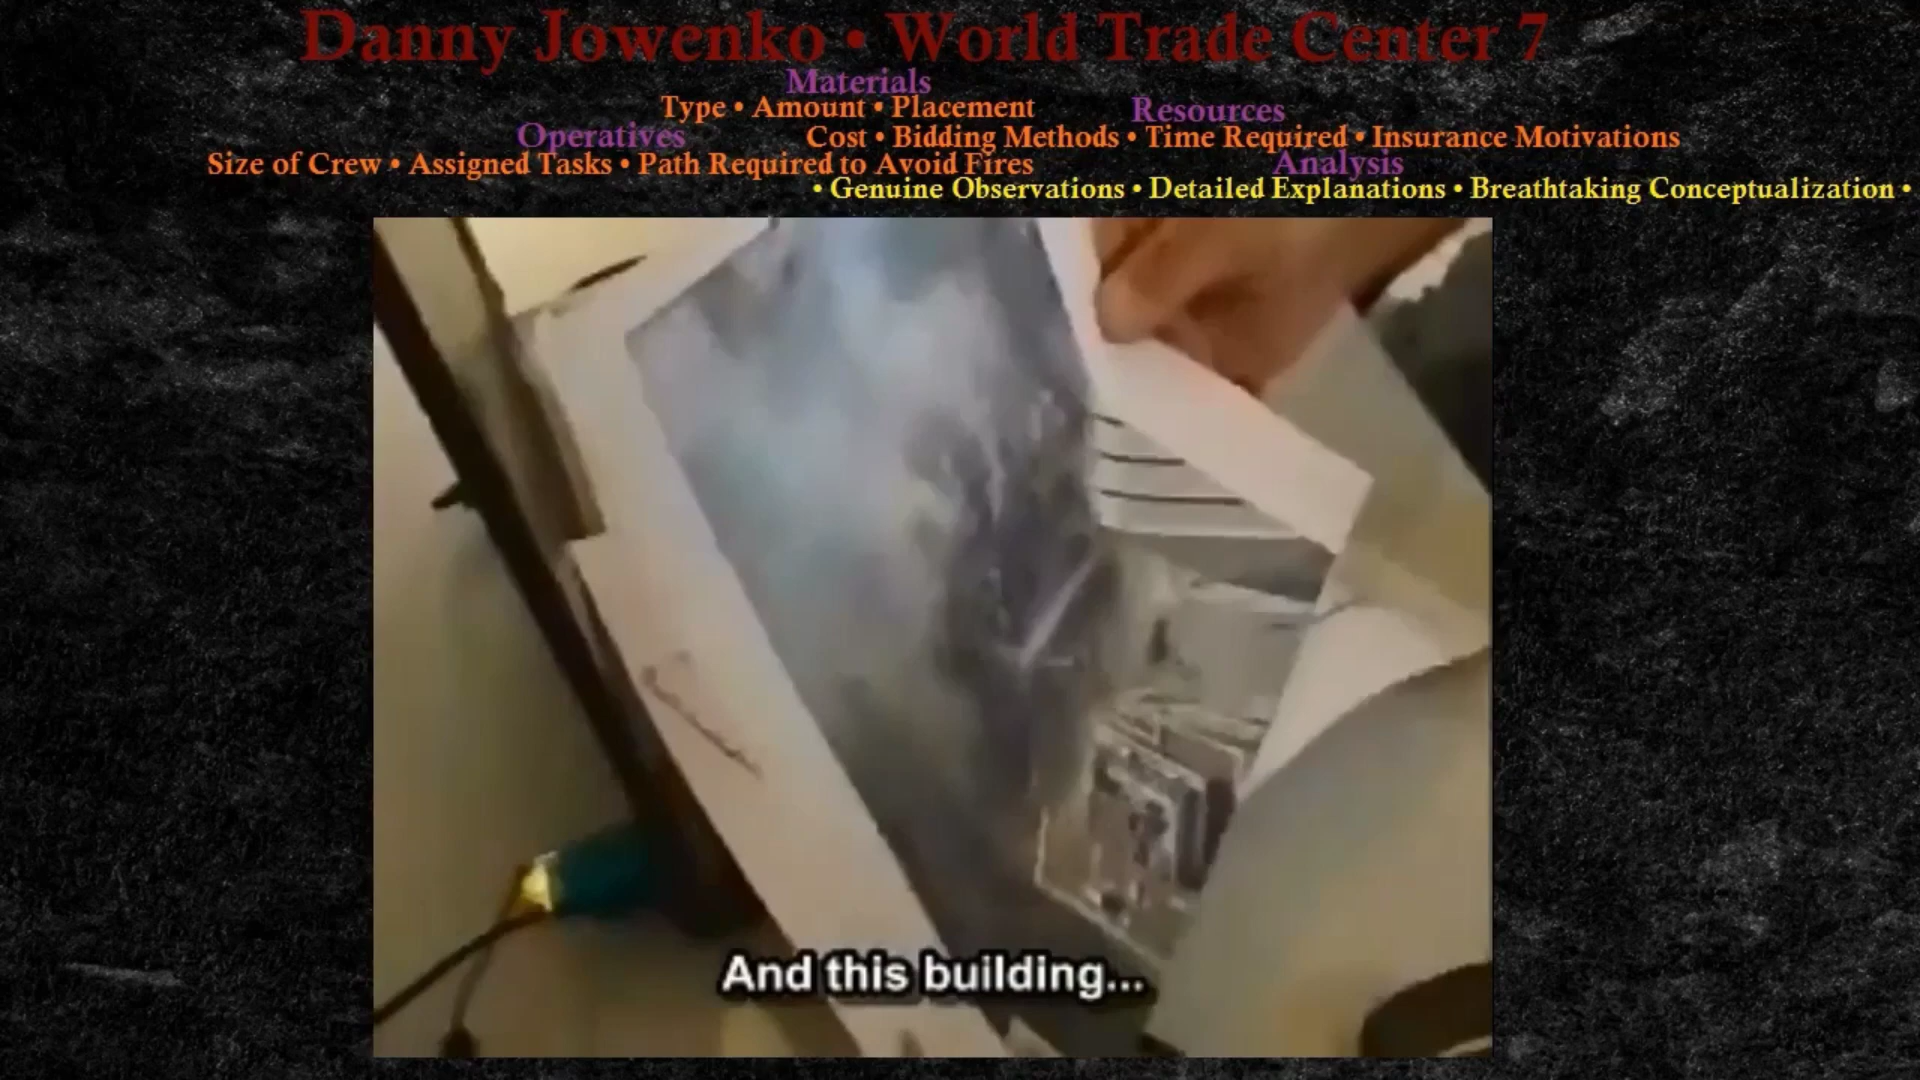 Danny Jowenko • World Trade Center 7
Materials
Type • Amount • Placement
Resources
Operatives
Cost • Bidding Methods • Time Required • Insurance Motivations
Size of Crew • Assigned Tasks • Path Required to Avoid Fires
Analysis
• Genuine Observations • Detailed Explanations • Breathtaking Conceptualization •
And this building...